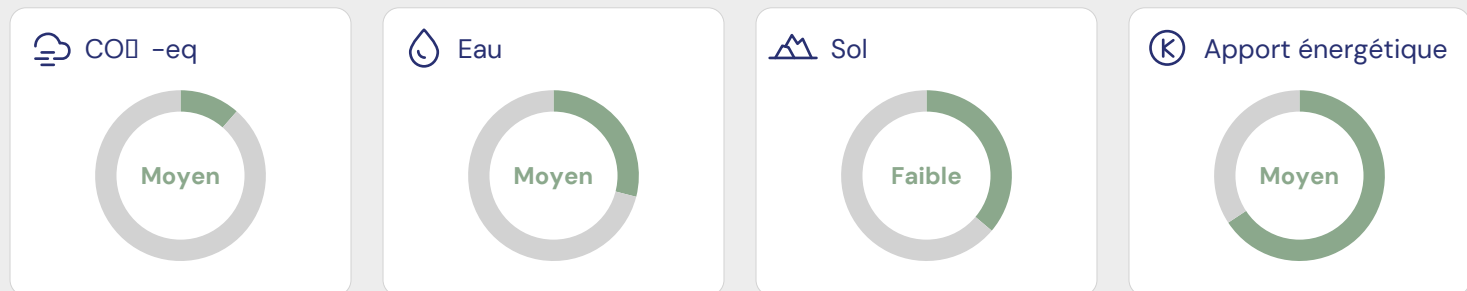 CO▯ -eq
Moyen
Eau
Moyen
Sol
Faible
Apport énergétique
Moyen